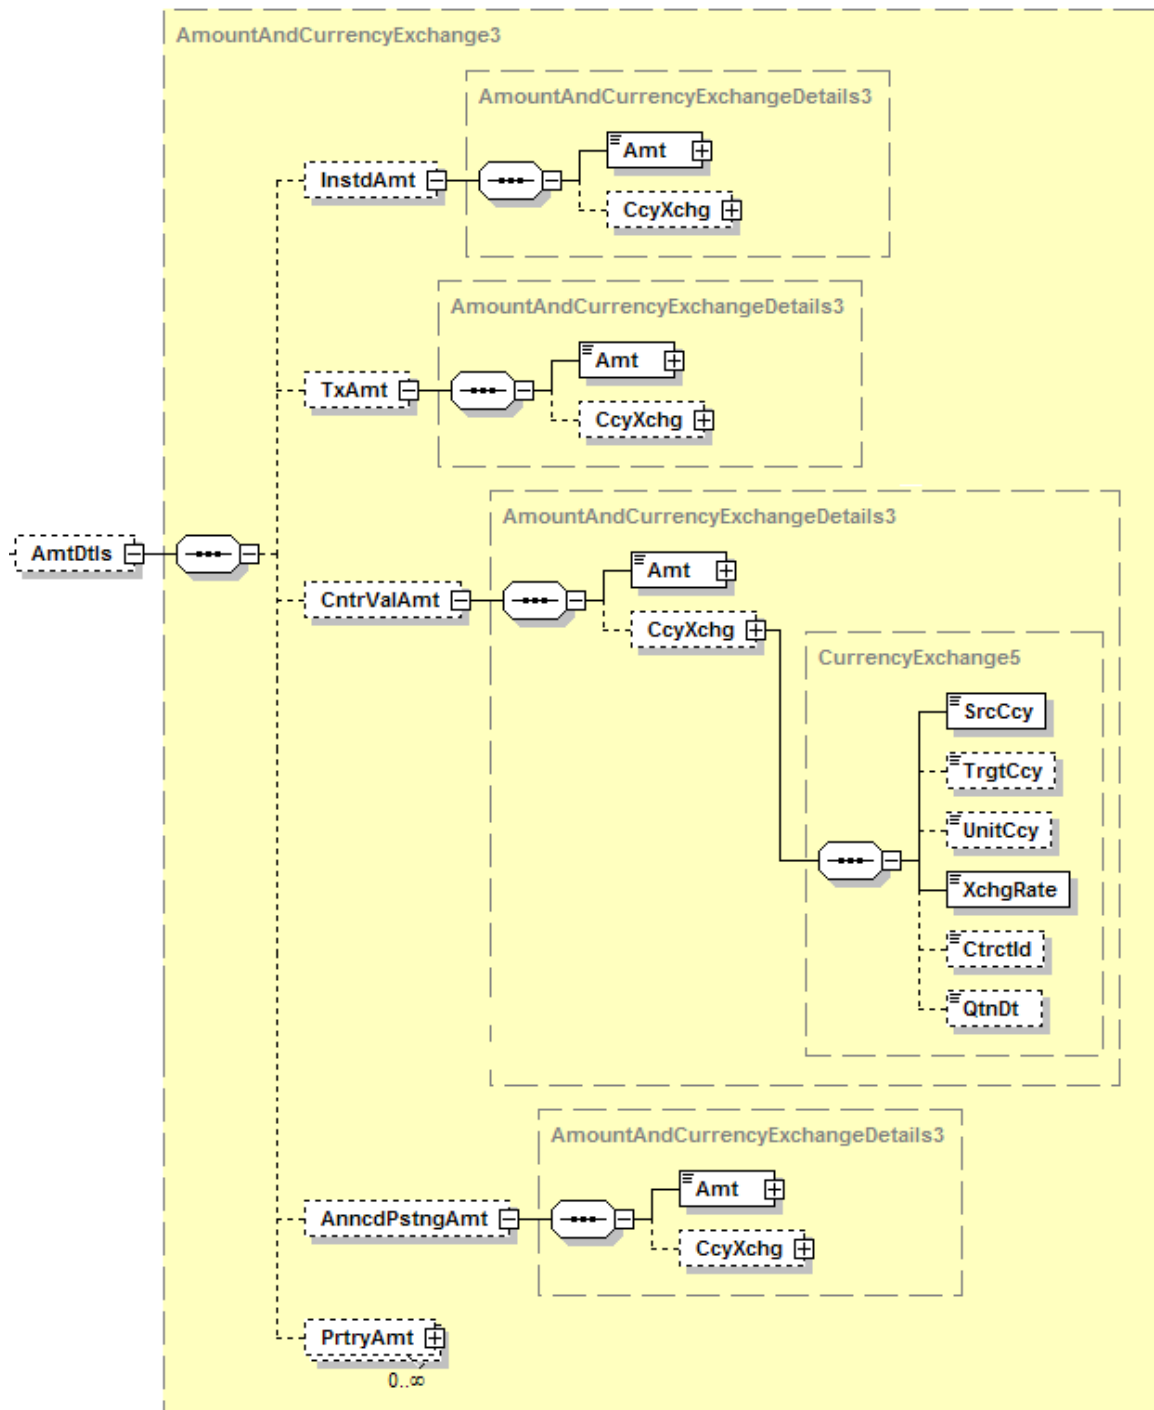 AmountAndCurrencyExchange3
AmountAndCurrencyExchangeDetails3
Amt
InstdAmt
CcyXchg
AmountAndCurrencyExchangeDetails3
Amt
TxAmt
CcyXchg
AmountAndCurrencyExchangeDetails3
AmtDtls
Amt
CntrValAmt
CcyXchg
CurrencyExchange5
SrcCcy
TrgtCcy
UnitCcy
XchgRate
CtrctId
QtnDt
AmountAndCurrencyExchangeDetails3
Amt
AnncdPstngAmt
CcyXchg
PrtryAmt
0..∞